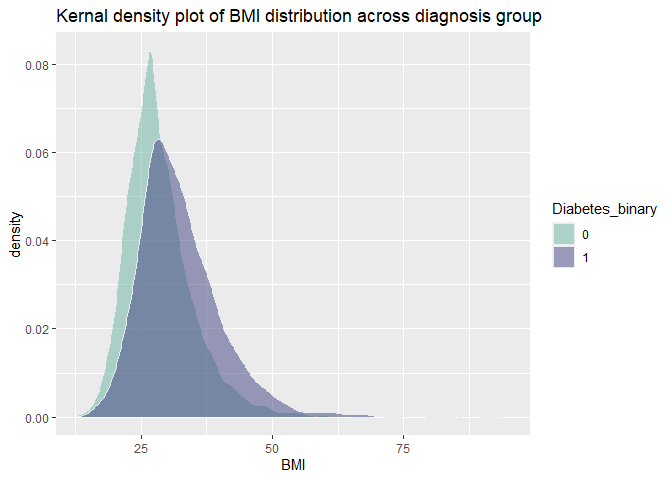 Kernal density plot of BMI distribution across diagnosis group
0.08
0.06
0.04
0.02
0.00
density
25
50
75
BMI
Diabetes_binary
0
1